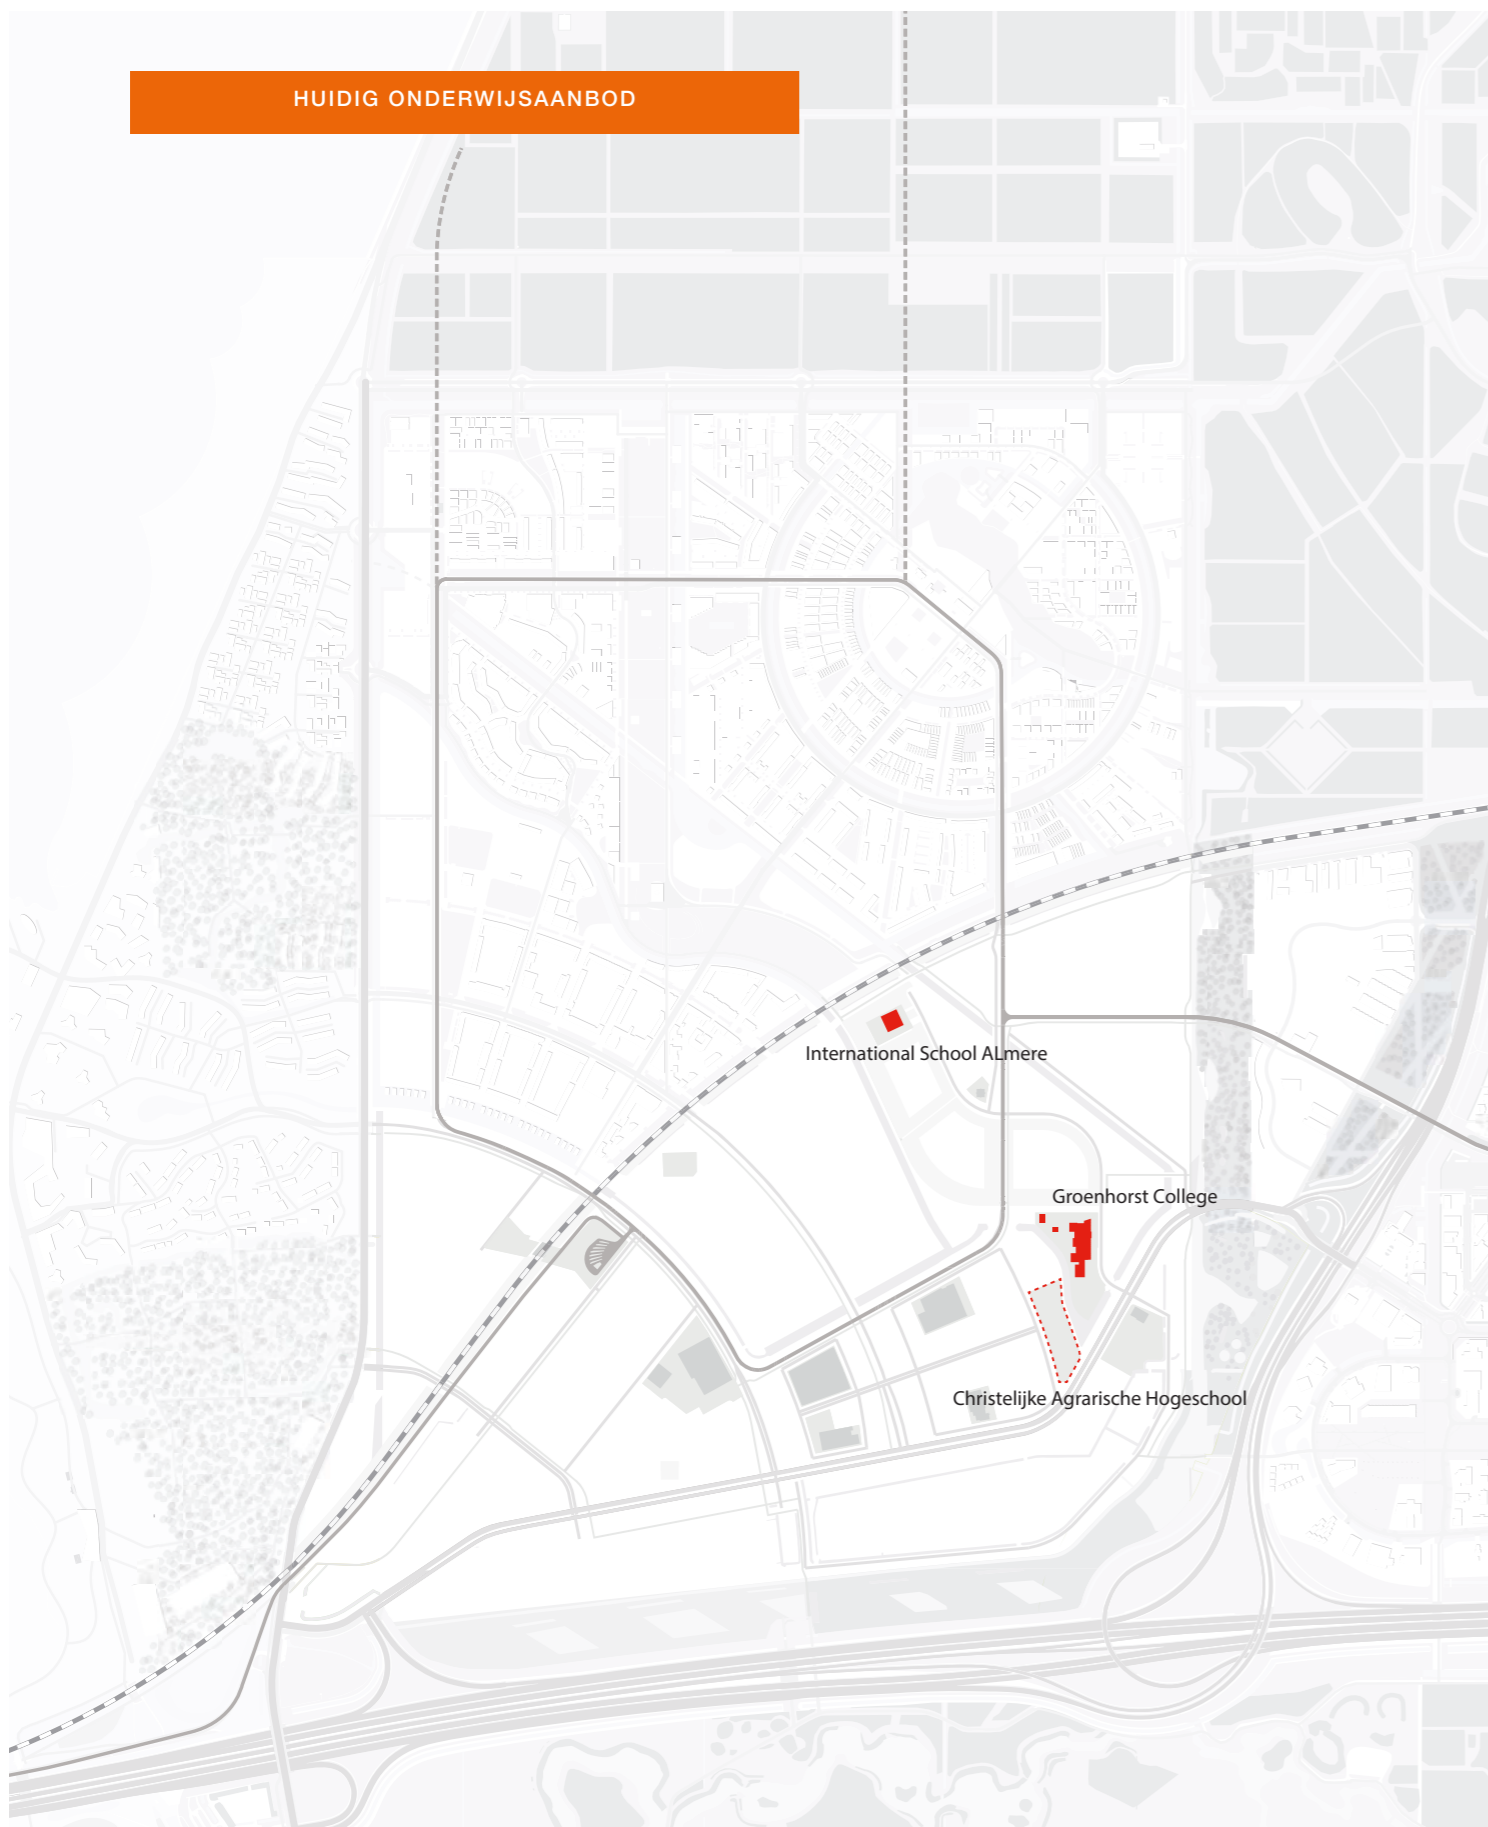 HUIDIG ONDERWIJSAANBOD
International School ALmere
Groenhorst College
Christelijke Agrarische Hogeschool